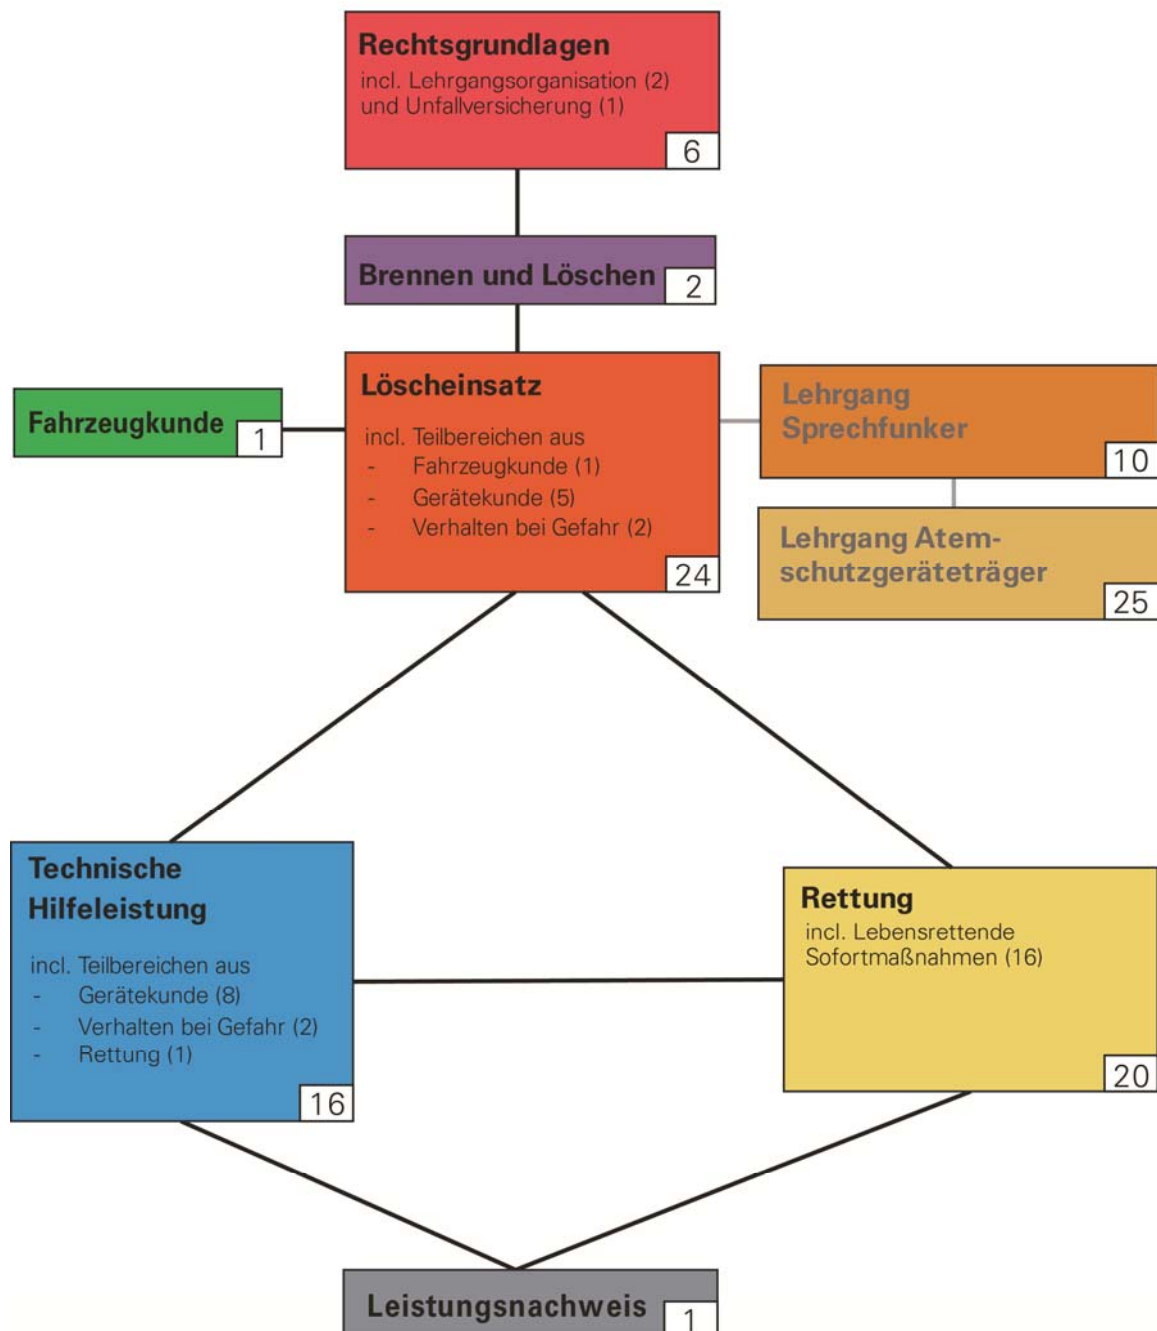 Rechtsgrundlagen
incl. Lehrgangsorganisation (2)
und Unfallversicherung (1)
6
Brennen und Löschen
2
Fahrzeugkunde
1
Löscheinsatz
incl. Teilbereichen aus
- Fahrzeugkunde (1)
- Gerätekunde (5)
- Verhalten bei Gefahr (2)
24
Lehrgang
Sprechfunker
10
Lehrgang Atem-
schutzgeräteträger
25
Technische
Hilfeleistung
incl. Teilbereichen aus
- Gerätekunde (8)
- Verhalten bei Gefahr (2)
- Rettung (1)
16
Rettung
incl. Lebensrettende
Sofortmaßnahmen (16)
20
Leistungsnachweis
1